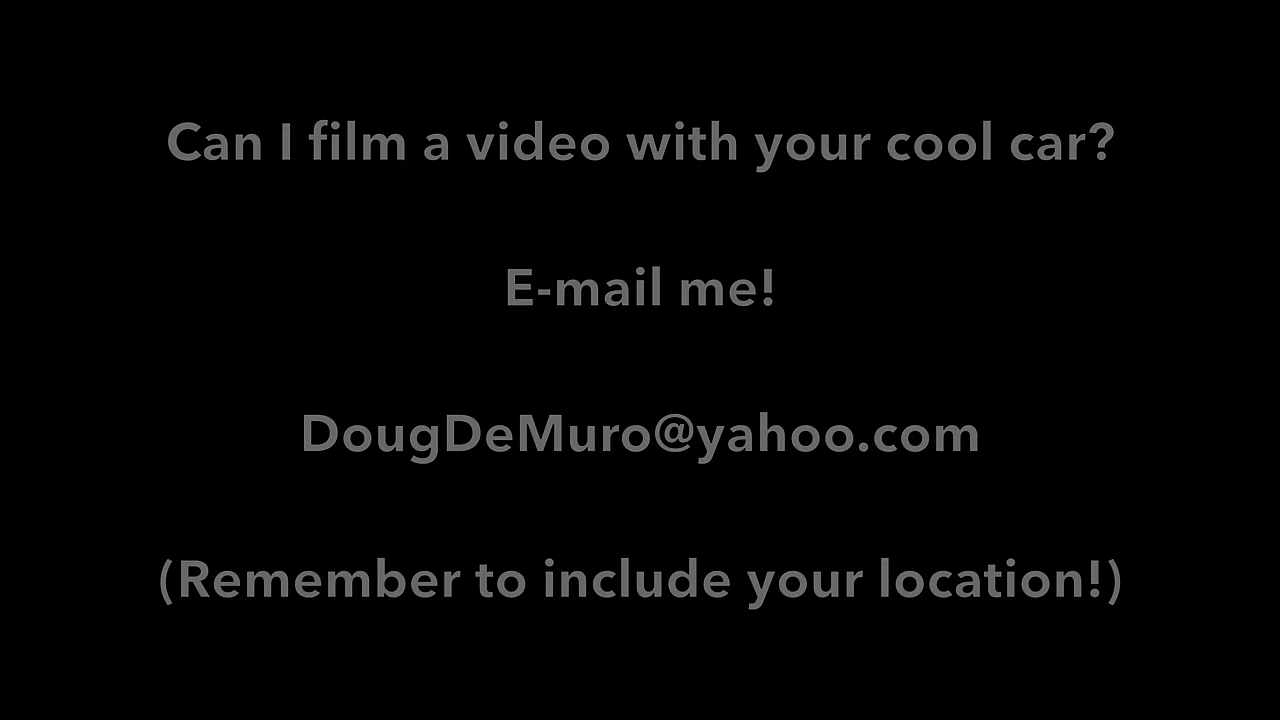 Can I film a video with your cool car?
E-mail me!
DougDeMuro@yahoo.com
(Remember to include your location!)